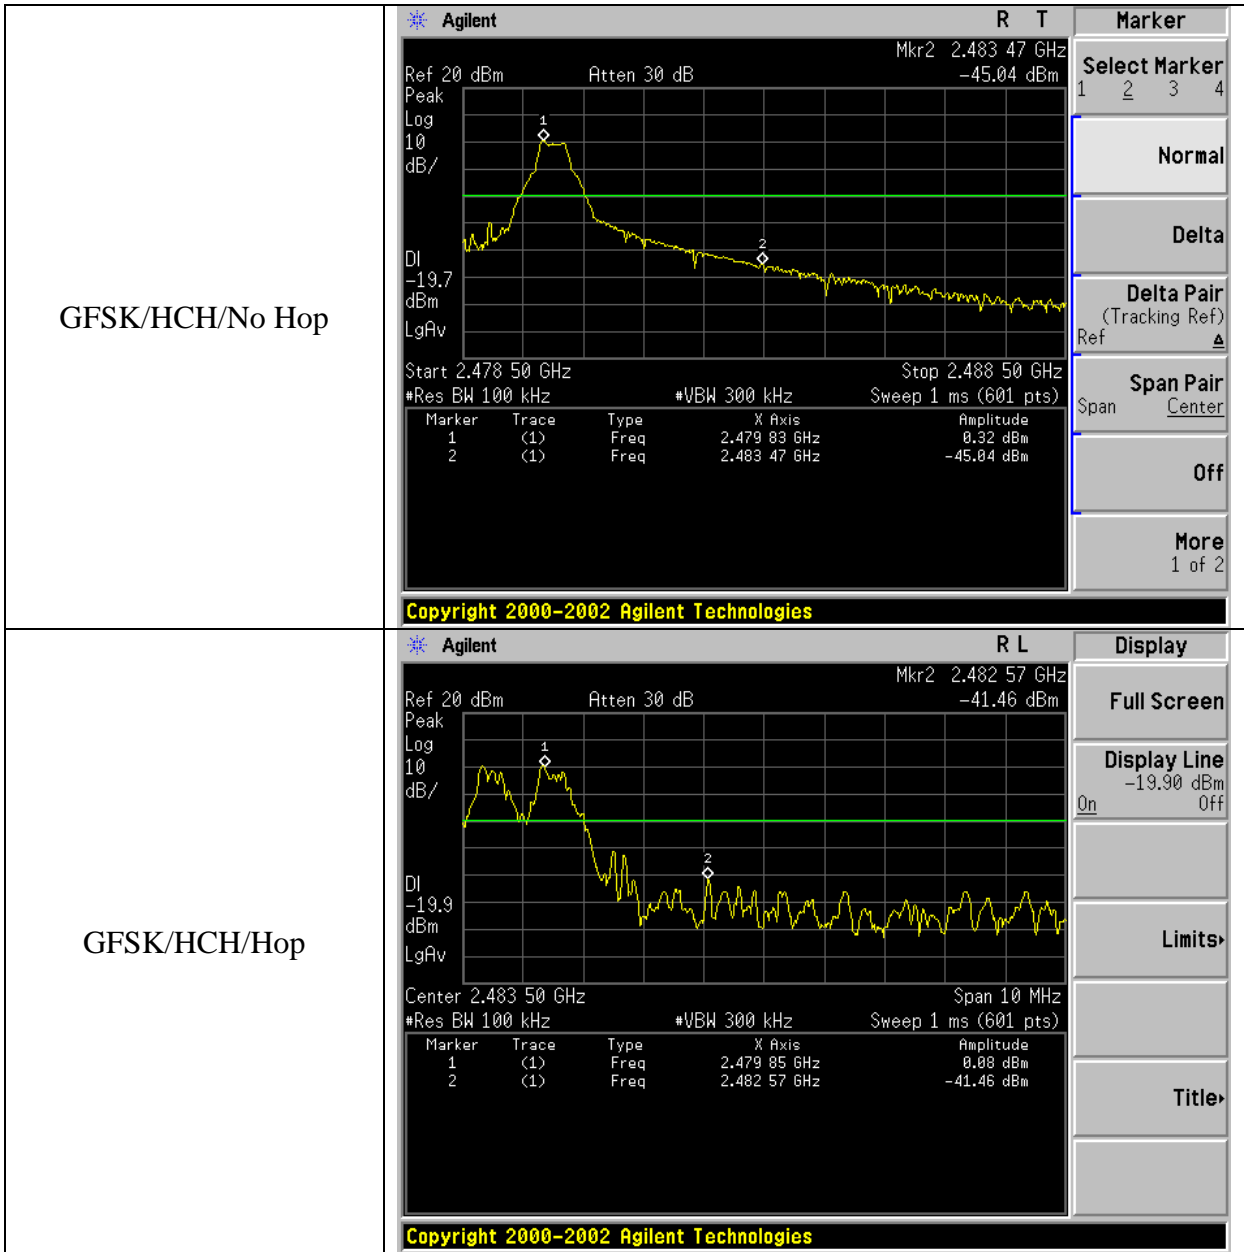 GFSK/HCH/No Hop
Agilent R T Marker
Mkr2 2.483 47 GHz
Ref 20 dBm Atten 30 dB -45.04 dBm
Peak
Log
10
dB/
1
2
DI
-19.7
dBm
LgAv
Start 2.478 50 GHz Stop 2.488 50 GHz
#Res BW 100 kHz #VBW 300 kHz Sweep 1 ms (601 pts)
Marker Trace Type X Axis Amplitude
1 (1) Freq 2.479 83 GHz 0.32 dBm
2 (1) Freq 2.483 47 GHz -45.04 dBm
Select Marker
1 2 3 4
Normal
Delta
Delta Pair
(Tracking Ref)
Ref Δ
Span Pair
Span Center
Off
More
1 of 2
Copyright 2000-2002 Agilent Technologies
GFSK/HCH/Hop
Agilent R L Display
Mkr2 2.482 57 GHz
Ref 20 dBm Atten 30 dB -41.46 dBm
Peak
Log
10
dB/
1
2
DI
-19.9
dBm
LgAv
Center 2.483 50 GHz Span 10 MHz
#Res BW 100 kHz #VBW 300 kHz Sweep 1 ms (601 pts)
Marker Trace Type X Axis Amplitude
1 (1) Freq 2.479 85 GHz 0.08 dBm
2 (1) Freq 2.482 57 GHz -41.46 dBm
Full Screen
Display Line
-19.90 dBm
On Off
Limits
Title
Copyright 2000-2002 Agilent Technologies